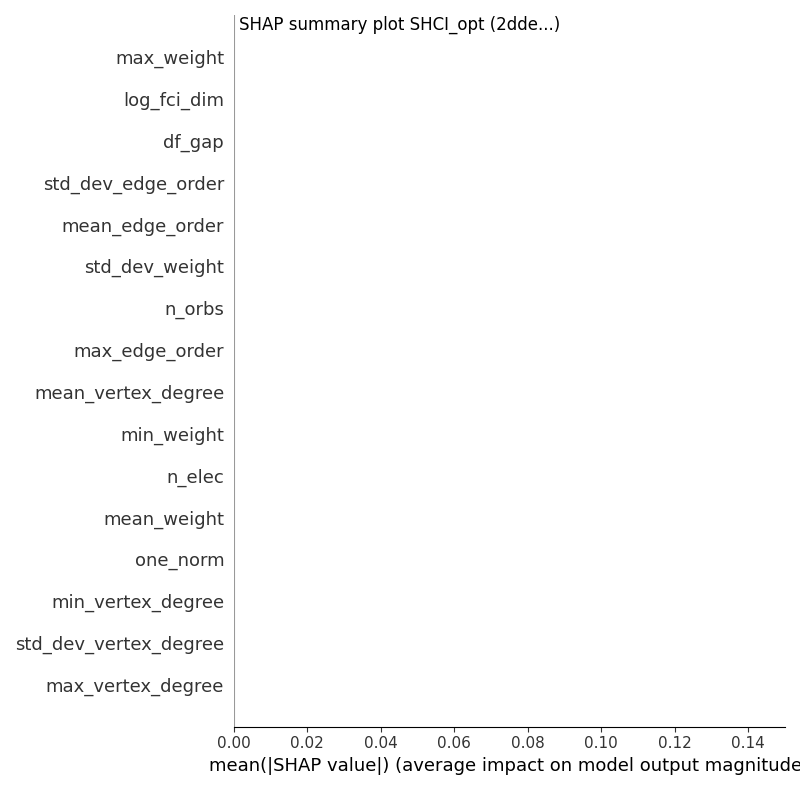 SHAP summary plot SHCI_opt (2dde...)
max_weight
log_fci_dim
df_gap
std_dev_edge_order
mean_edge_order
std_dev_weight
n_orbs
max_edge_order
mean_vertex_degree
min_weight
n_elec
mean_weight
one_norm
min_vertex_degree
std_dev_vertex_degree
max_vertex_degree
0.00 0.02 0.04 0.06 0.08 0.10 0.12 0.14
mean(|SHAP value|) (average impact on model output magnitude